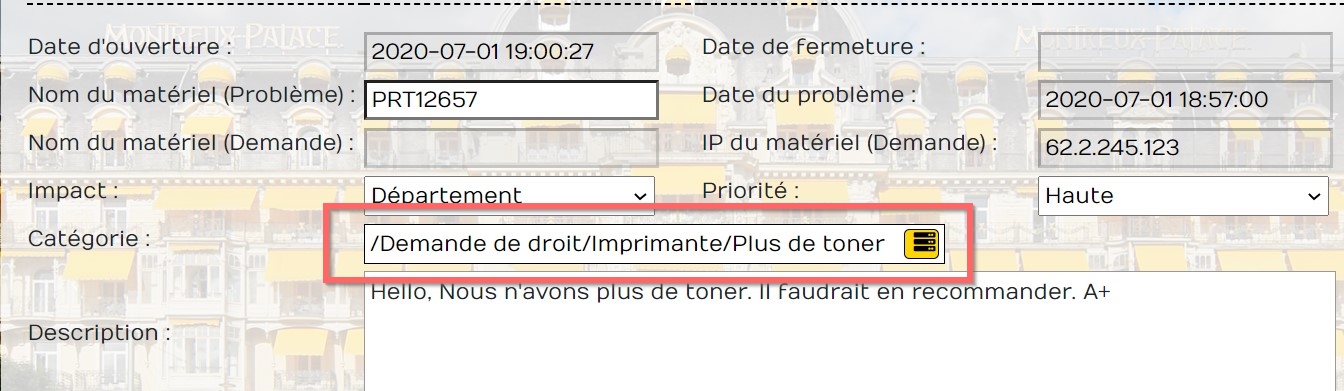 MONTREUX-PALACE MONTREUX-PALACE
Date d'ouverture : 2020-07-01 19:00:27 Date de fermeture :
Nom du matériel (Problème) : PRT12657 Date du problème : 2020-07-01 18:57:00
Nom du matériel (Demande) : IP du matériel (Demande) : 62.2.245.123
Impact : Département Priorité : Haute
Catégorie : /Demande de droit/Imprimante/Plus de toner
Hello, Nous n'avons plus de toner. Il faudrait en recommander. A+
Description :